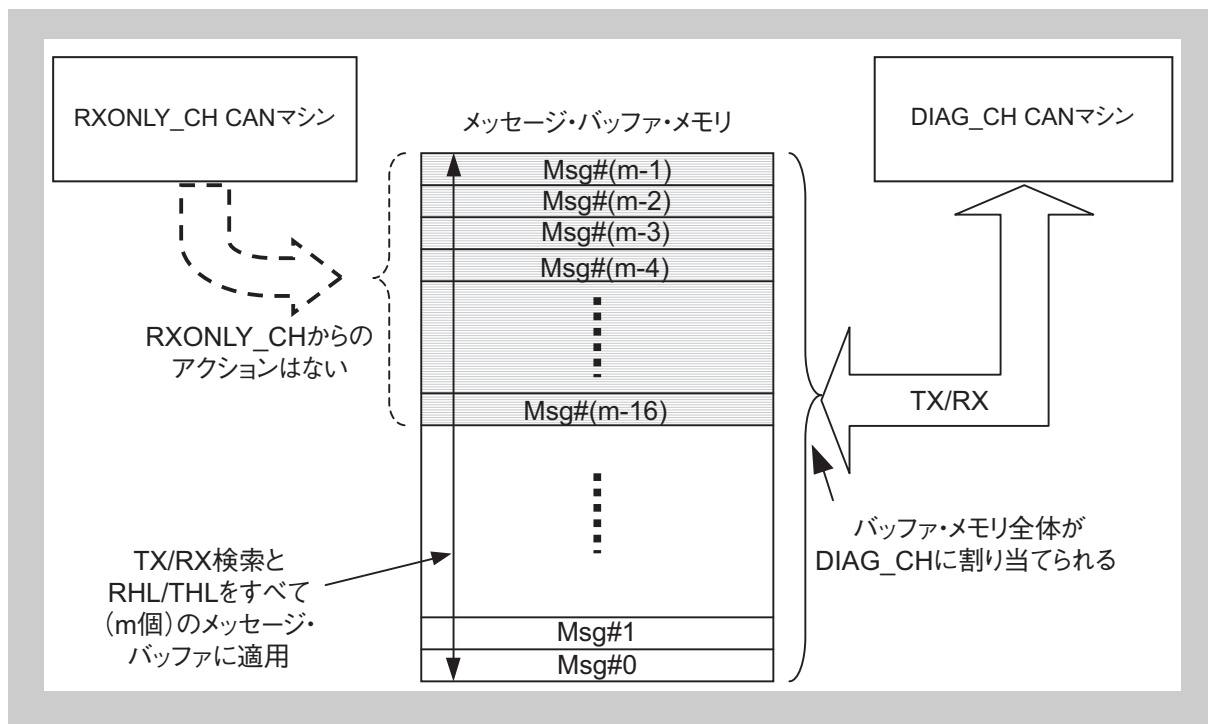 RXONLY_CH CANマシン
メッセージ・バッファ・メモリ
DIAG_CH CANマシン
Msg#(m-1)
Msg#(m-2)
Msg#(m-3)
Msg#(m-4)
RXONLY_CHからの
アクションはない
Msg#(m-16)
TX/RX
バッファ・メモリ全体が
DIAG_CHに割り当てられる
TX/RX検索と
RHL/THLをすべて
（m個）のメッセージ・
バッファに適用
Msg#1
Msg#0